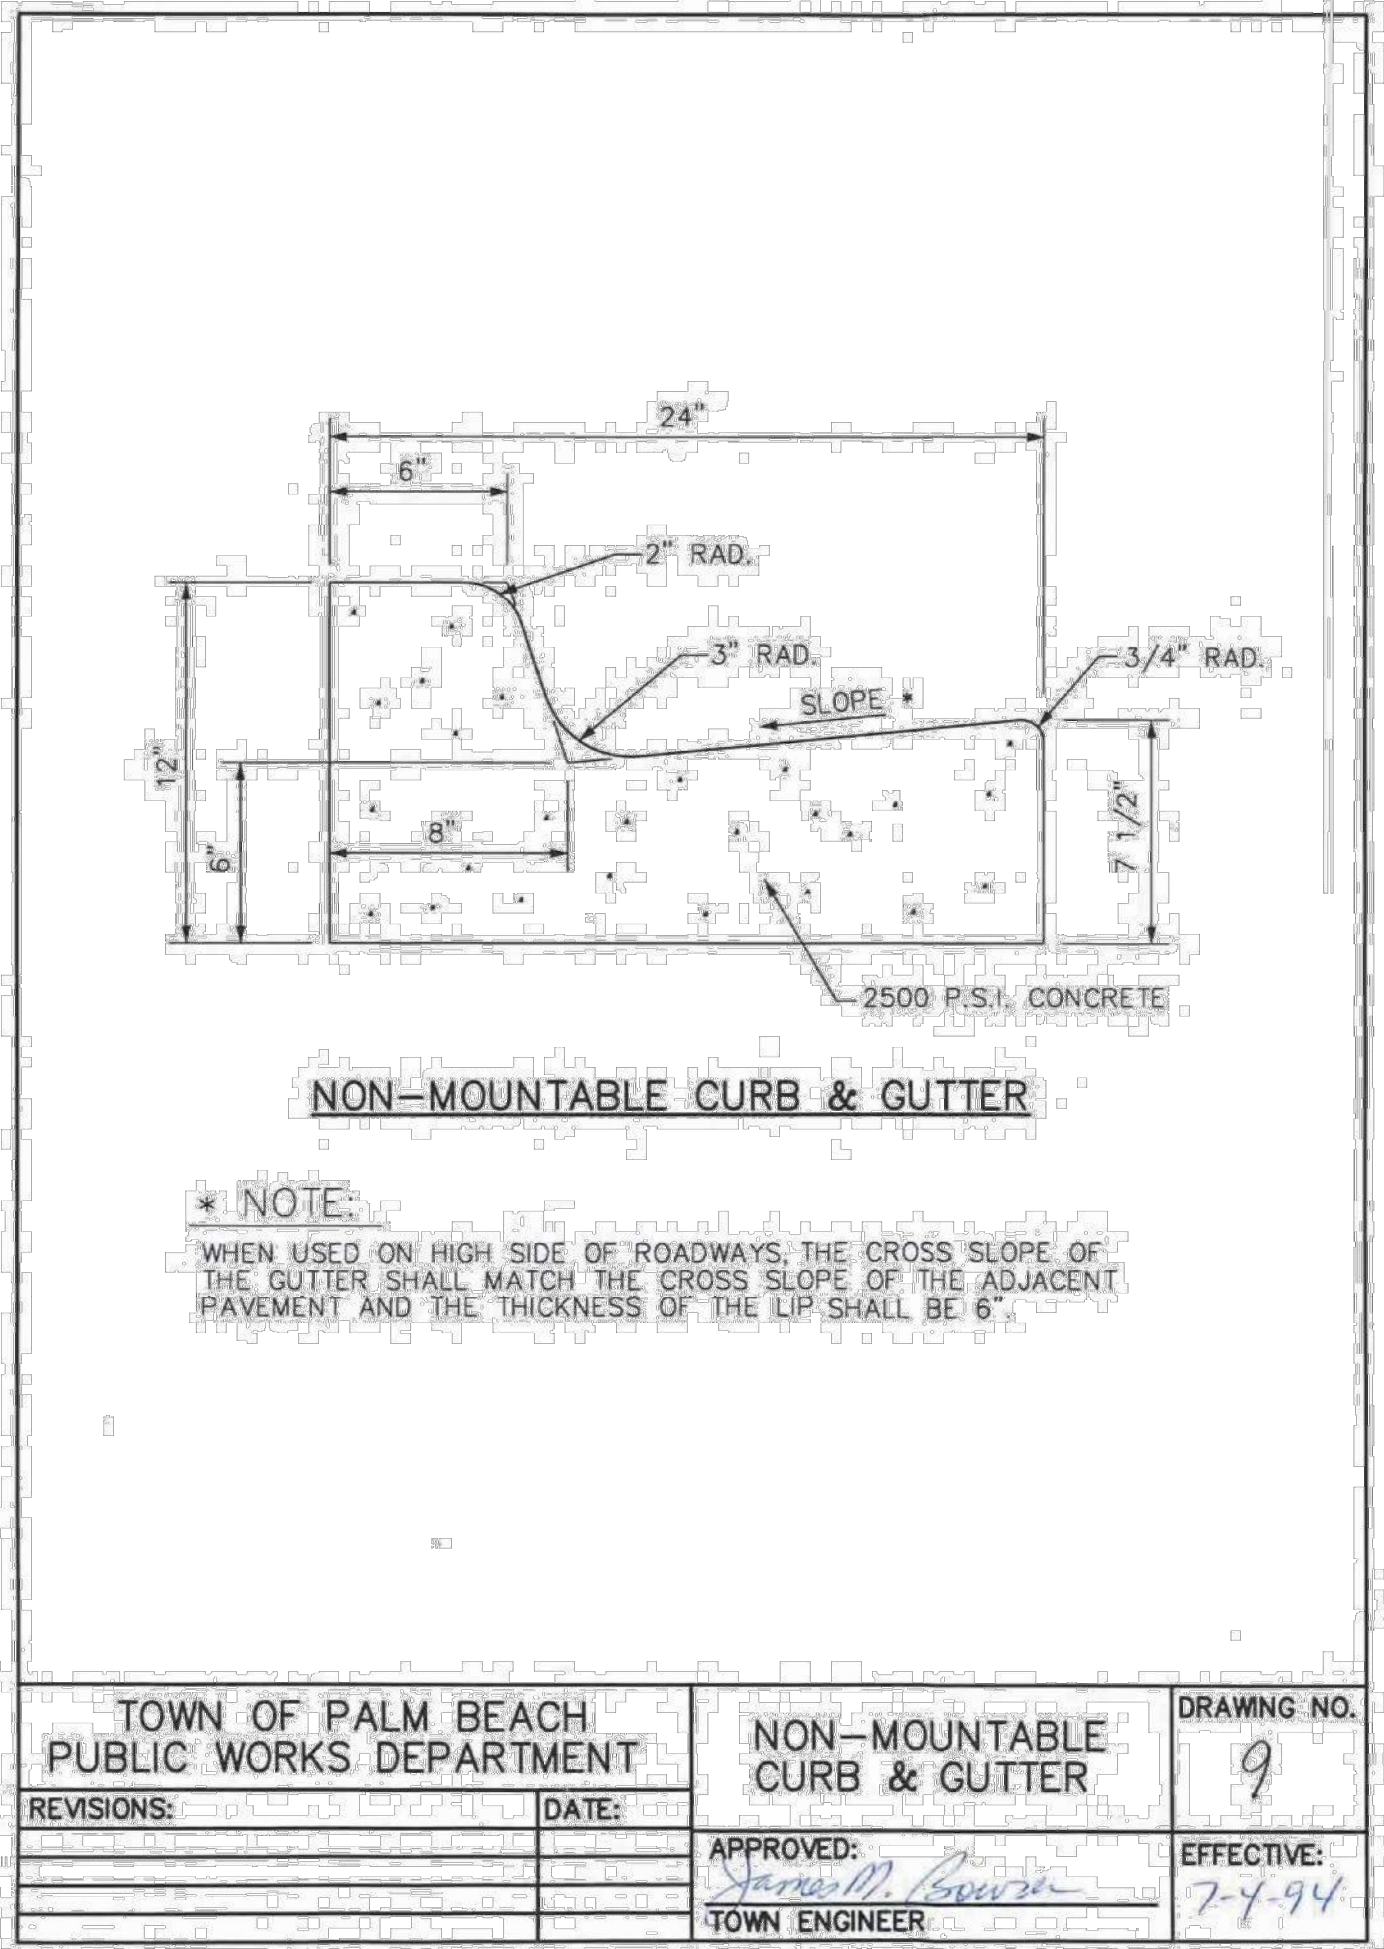 24"
6"
2" RAD.
3" RAD.
3/4" RAD.
SLOPE *
12"
6"
8"
7 1/2"
2500 P.S.I. CONCRETE
NON-MOUNTABLE CURB & GUTTER
* NOTE:
WHEN USED ON HIGH SIDE OF ROADWAYS, THE CROSS SLOPE OF
THE GUTTER SHALL MATCH THE CROSS SLOPE OF THE ADJACENT
PAVEMENT AND THE THICKNESS OF THE LIP SHALL BE 6".
TOWN OF PALM BEACH
PUBLIC WORKS DEPARTMENT
REVISIONS:
DATE:
NON-MOUNTABLE
CURB & GUTTER
APPROVED:
James M. Bowser
TOWN ENGINEER
DRAWING NO.
9
EFFECTIVE:
7-4-94